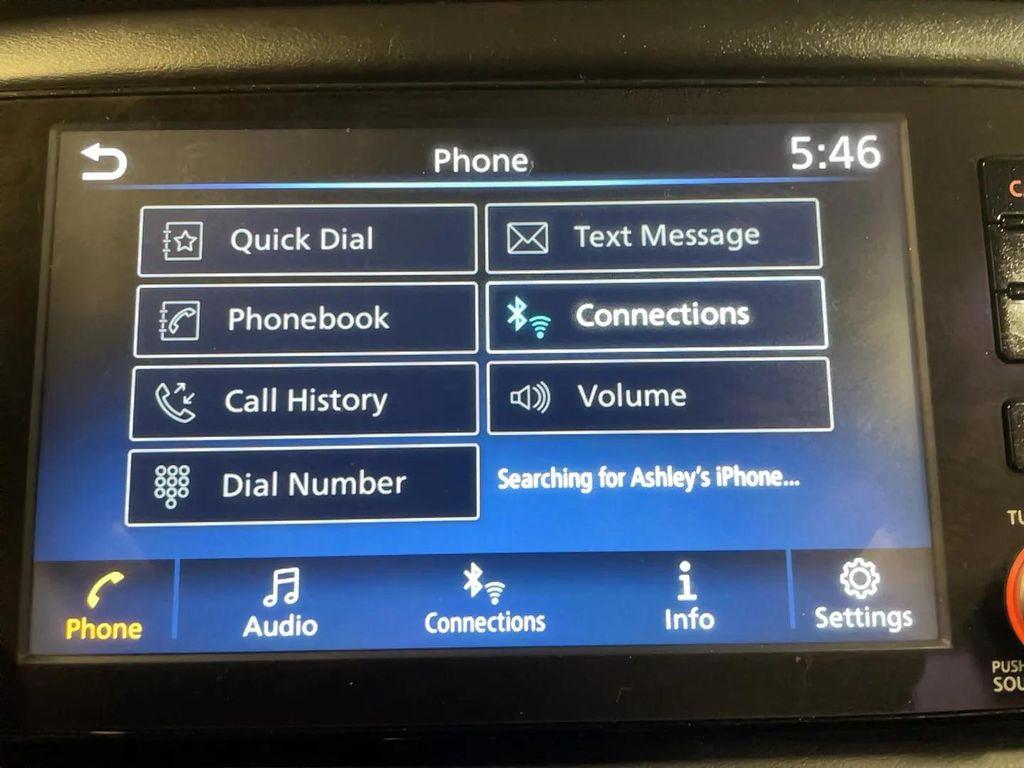 Phone
5:46
Quick Dial
Text Message
Phonebook
Connections
Call History
Volume
Dial Number
Searching for Ashley's iPhone...
Phone
Audio
Connections
Info
Settings